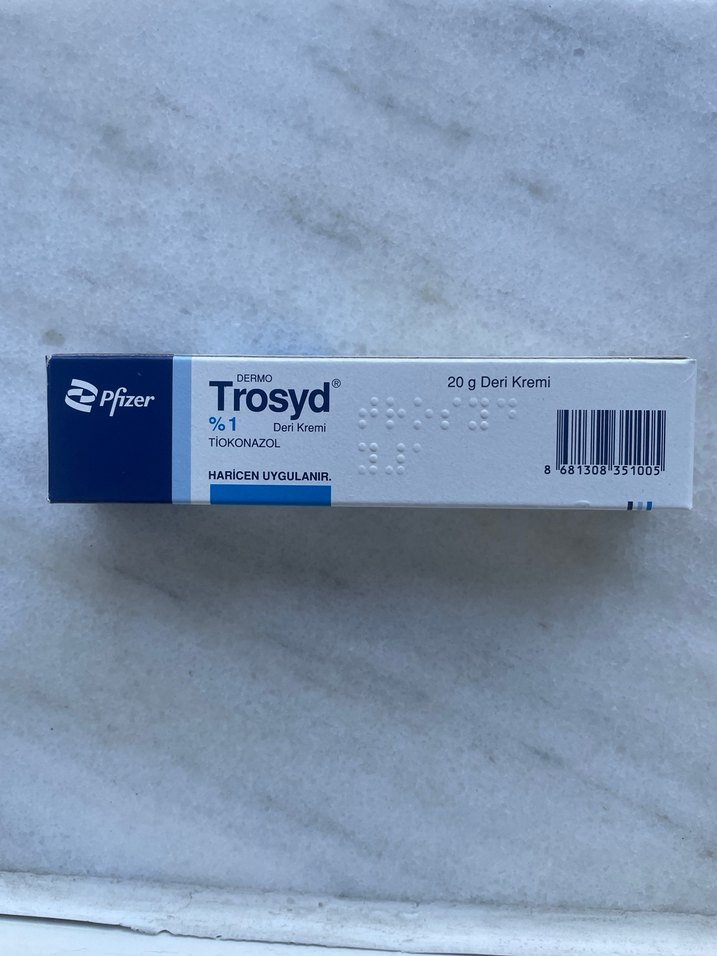 Pfizer
DERMO
Trosyd®
%1 Deri Kremi
TİOKONAZOL
HARİCEN UYGULANIR.
20 g Deri Kremi
8 681308 351005